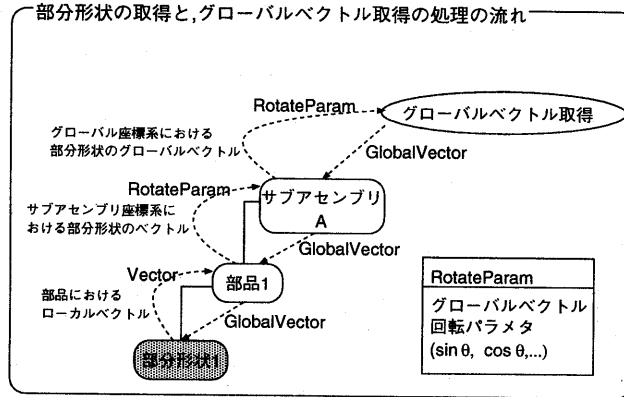 部分形状の取得と,グローバルベクトル取得の処理の流れ
RotateParam
グローバルベクトル取得
グローバル座標系における
部分形状のグローバルベクトル
GlobalVector
RotateParam
サブアセンブリ
A
サブアセンブリ座標系に
おける部分形状のベクトル
GlobalVector
Vector
部品1
部品における
ローカルベクトル
GlobalVector
部分形状1
RotateParam
グローバルベクトル
回転パラメタ
(sin θ, cos θ,...)